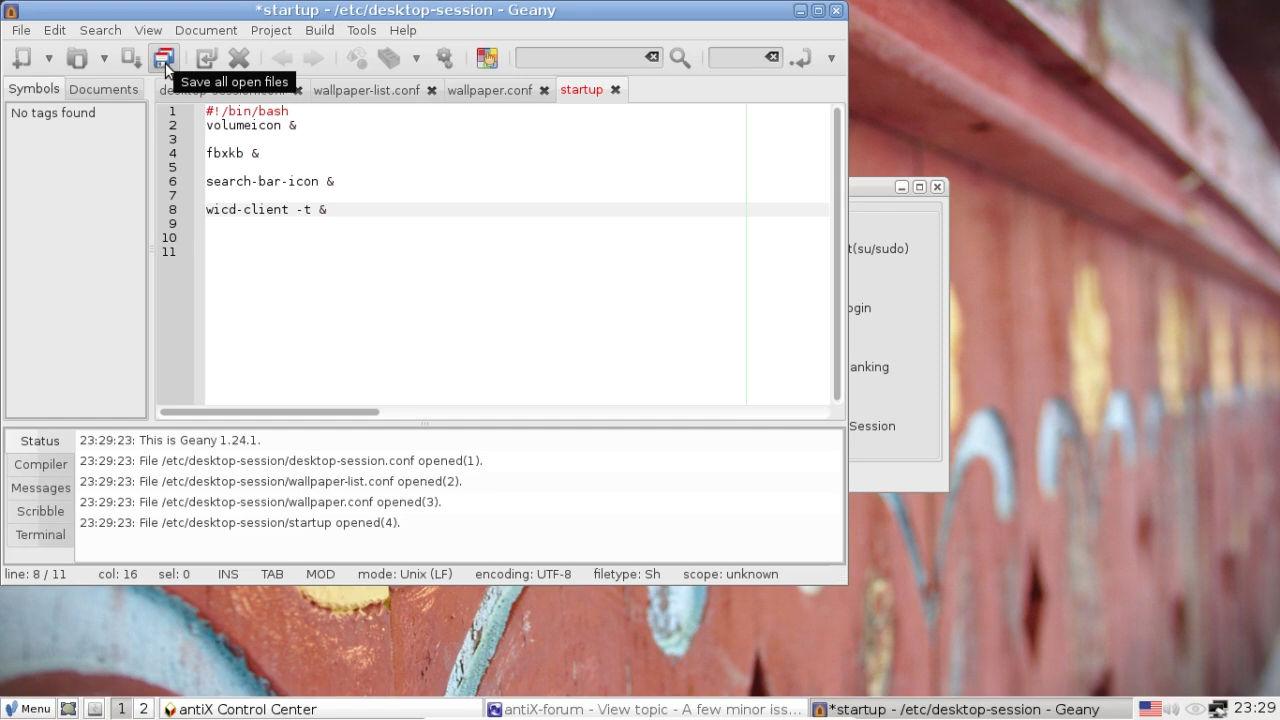 *startup - /etc/desktop-session - Geany
File Edit Search View Document Project Build Tools Help
Save all open files
Symbols Documents
wallpaper-list.conf wallpaper.conf startup
No tags found
1 #!/bin/bash
2 volumeicon &
3
4 fbxkb &
5
6 search-bar-icon &
7
8 wicd-client -t &
9
10
11
t(su/sudo)
ogin
anking
Session
Status
Compiler
Messages
Scribble
Terminal
23:29:23: This is Geany 1.24.1.
23:29:23: File /etc/desktop-session/desktop-session.conf opened(1).
23:29:23: File /etc/desktop-session/wallpaper-list.conf opened(2).
23:29:23: File /etc/desktop-session/wallpaper.conf opened(3).
23:29:23: File /etc/desktop-session/startup opened(4).
line: 8 / 11 col: 16 sel: 0 INS TAB MOD mode: Unix (LF) encoding: UTF-8 filetype: Sh scope: unknown
Menu 1 2 antiX Control Center antiX-forum - View topic - A few minor iss... *startup - /etc/desktop-session - Geany 23:29